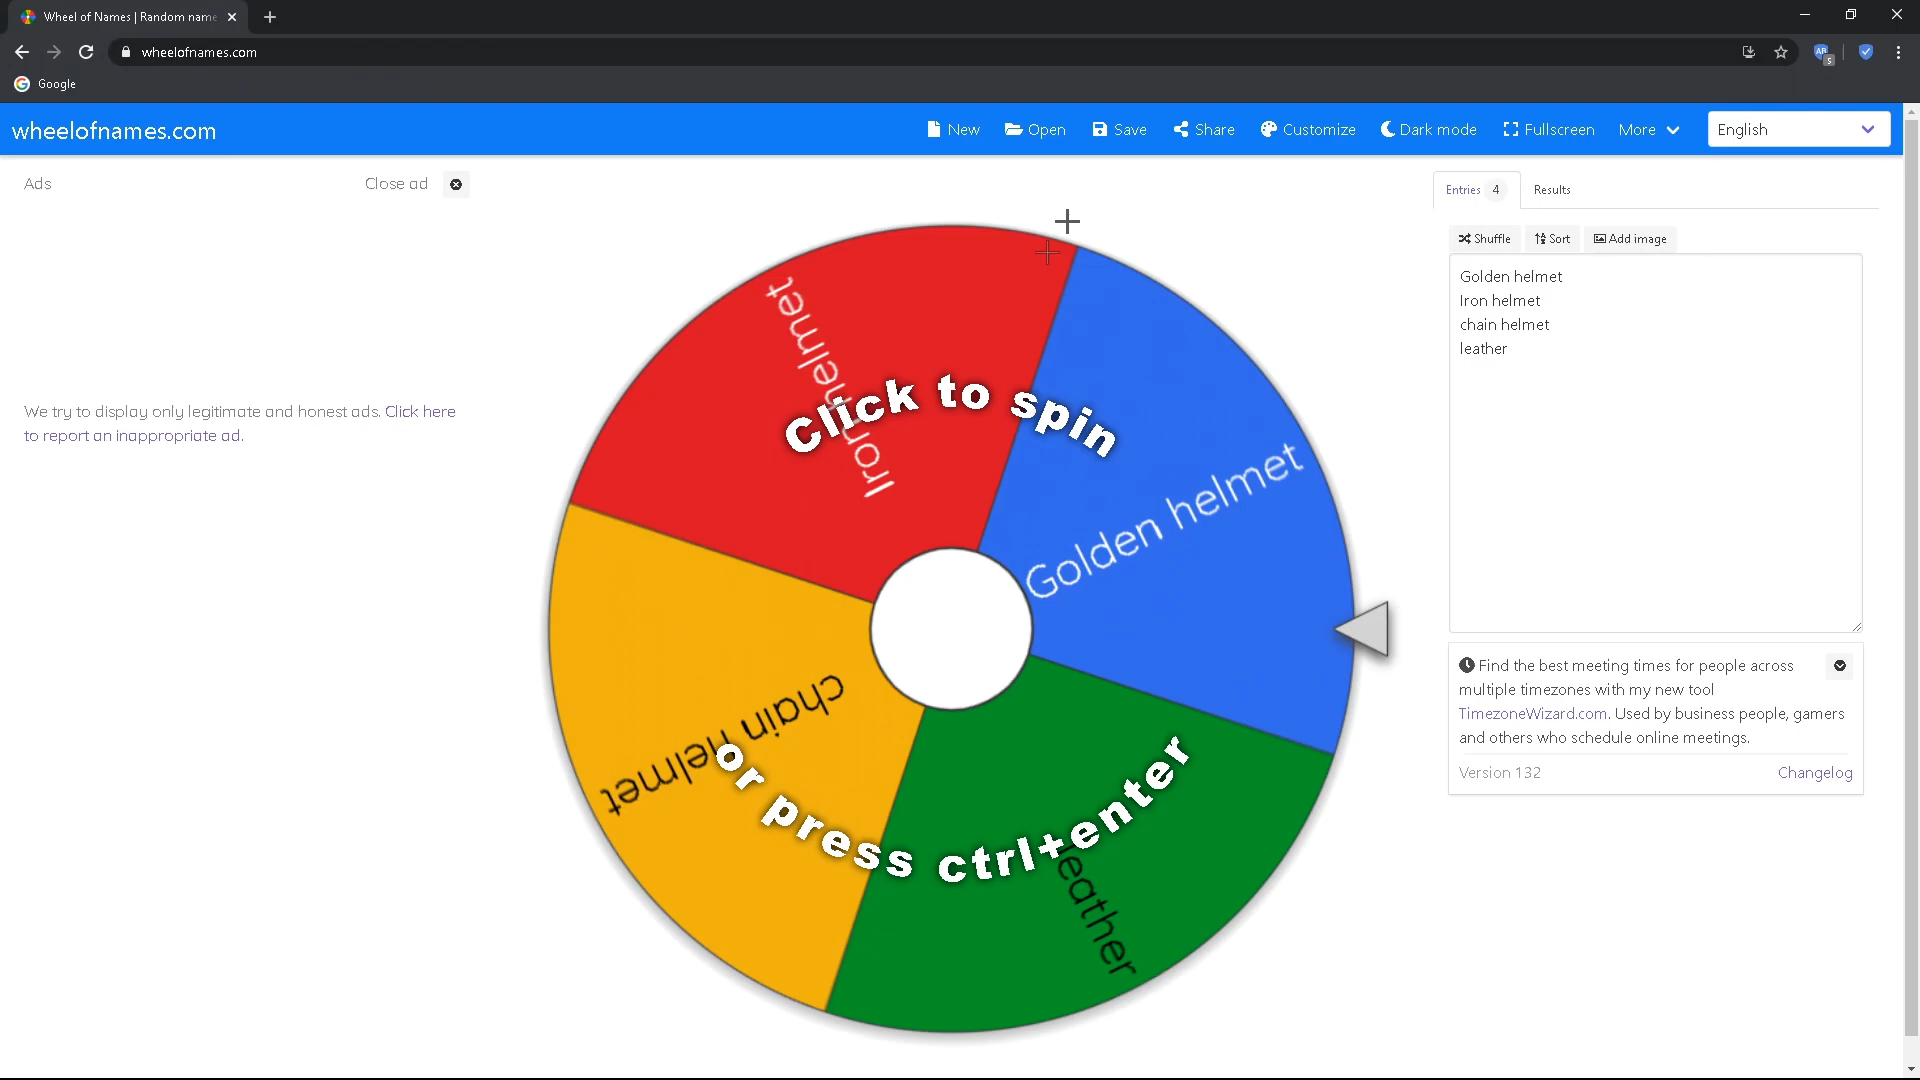 Wheel of Names | Random name
wheelofnames.com
Google
wheelofnames.com
New Open Save Share Customize Dark mode Fullscreen More English
Ads Close ad
We try to display only legitimate and honest ads. Click here
to report an inappropriate ad.
Iron helmet
Click to spin
Golden helmet
chain helmet
or press ctrl+enter
leather
Entries 4 Results
Shuffle Sort Add image
Golden helmet
Iron helmet
chain helmet
leather
Find the best meeting times for people across
multiple timezones with my new tool
TimezoneWizard.com. Used by business people, gamers
and others who schedule online meetings.
Version 132 Changelog